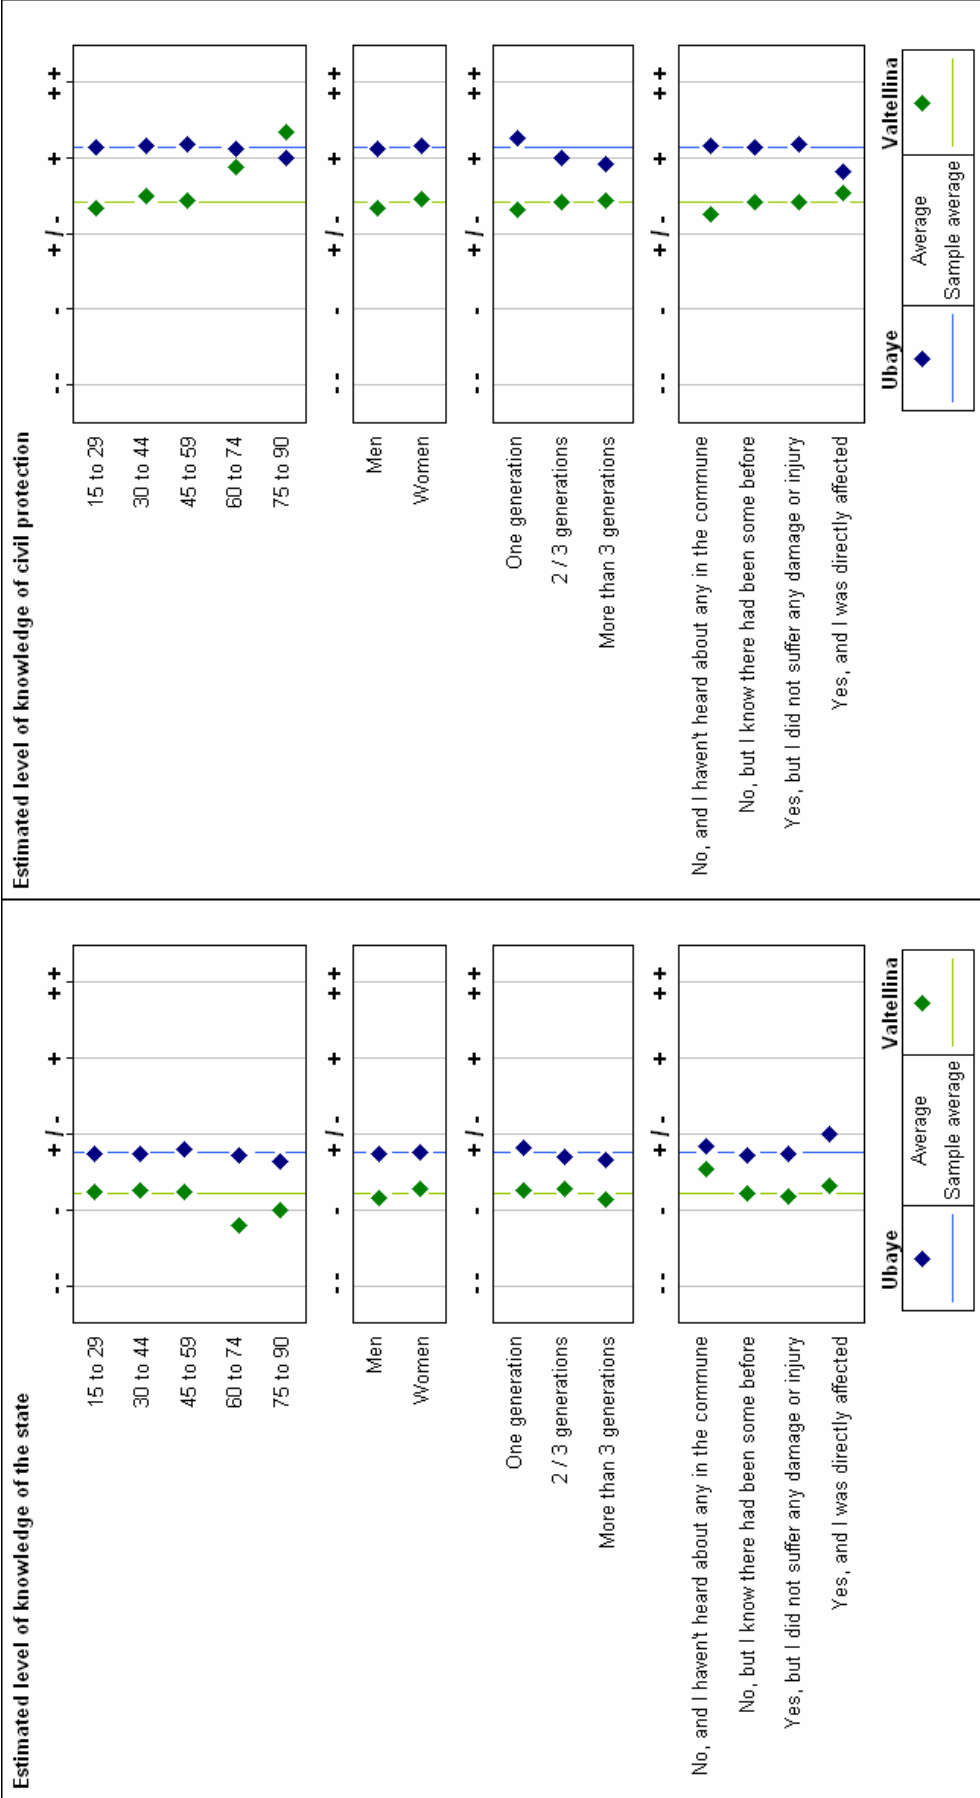 Estimated level of knowledge of the state
- -
-
+ / -
+
+ +
15 to 29
30 to 44
45 to 59
60 to 74
75 to 90
- -
-
+ / -
+
+ +
Men
Women
- -
-
+ / -
+
+ +
One generation
2 / 3 generations
More than 3 generations
- -
-
+ / -
+
+ +
No, and I haven't heard about any in the commune
No, but I know there had been some before
Yes, but I did not suffer any damage or injury
Yes, and I was directly affected
Ubaye
Valtellina
Average
Sample average
Estimated level of knowledge of civil protection
- -
-
+ / -
+
+ +
15 to 29
30 to 44
45 to 59
60 to 74
75 to 90
- -
-
+ / -
+
+ +
Men
Women
- -
-
+ / -
+
+ +
One generation
2 / 3 generations
More than 3 generations
- -
-
+ / -
+
+ +
No, and I haven't heard about any in the commune
No, but I know there had been some before
Yes, but I did not suffer any damage or injury
Yes, and I was directly affected
Ubaye
Valtellina
Average
Sample average